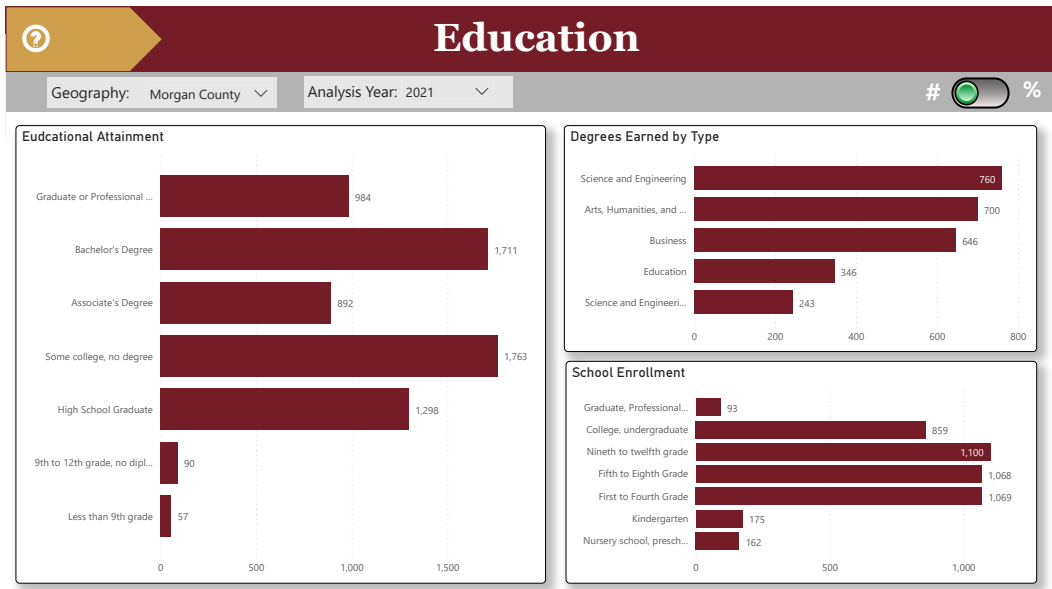 Education
Geography: Morgan County
Analysis Year: 2021
# %
Eudcational Attainment
Graduate or Professional ... 984
Bachelor's Degree 1,711
Associate's Degree 892
Some college, no degree 1,763
High School Graduate 1,298
9th to 12th grade, no dipl... 90
Less than 9th grade 57
0 500 1,000 1,500
Degrees Earned by Type
Science and Engineering 760
Arts, Humanities, and ... 700
Business 646
Education 346
Science and Engineeri... 243
0 200 400 600 800
School Enrollment
Graduate, Professional... 93
College, undergraduate 859
Nineth to twelfth grade 1,100
Fifth to Eighth Grade 1,068
First to Fourth Grade 1,069
Kindergarten 175
Nursery school, presch... 162
0 500 1,000